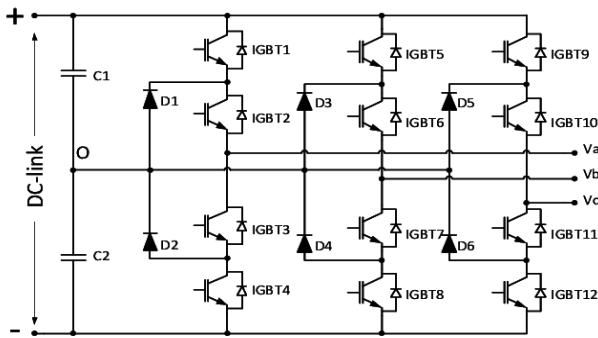 +
IGBT1
IGBT5
IGBT9
C1
D1
D3
D5
IGBT2
IGBT6
IGBT10
DC-link
O
Va
Vb
Vc
IGBT3
IGBT7
IGBT11
D2
D4
D6
C2
IGBT4
IGBT8
IGBT12
-